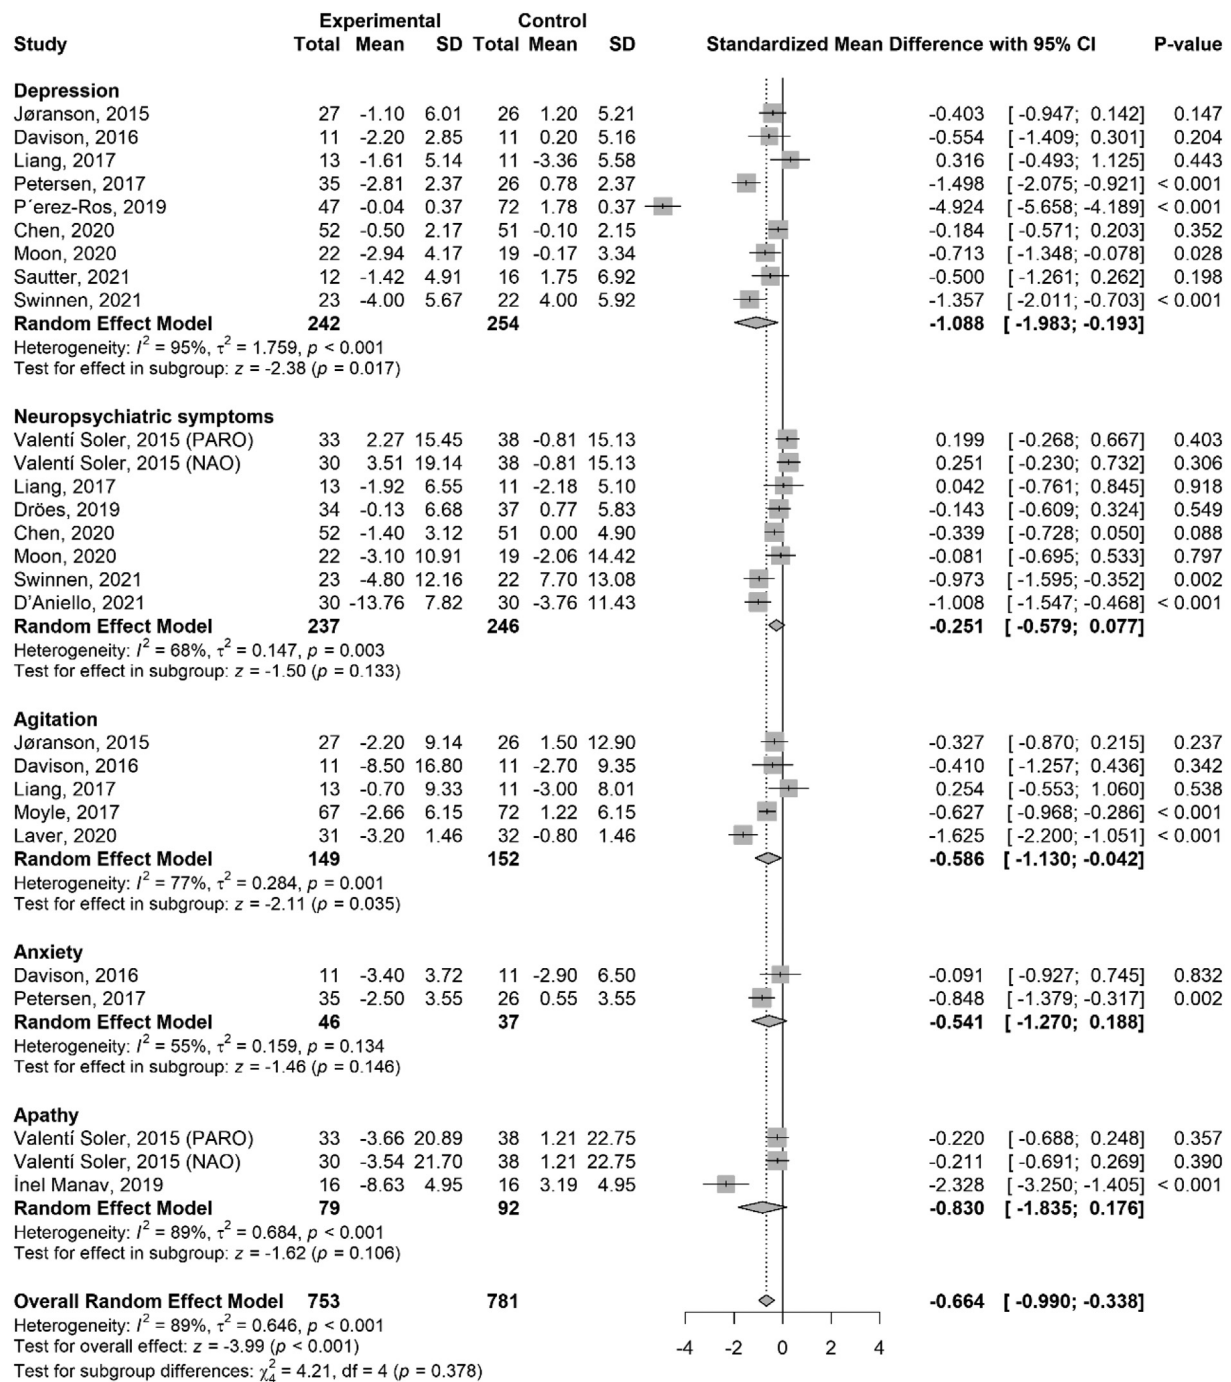 Experimental Control
Study Total Mean SD Total Mean SD Standardized Mean Difference with 95% CI P-value
Depression
Jøranson, 2015 27 -1.10 6.01 26 1.20 5.21 -0.403 [ -0.947; 0.142] 0.147
Davison, 2016 11 -2.20 2.85 11 0.20 5.16 -0.554 [ -1.409; 0.301] 0.204
Liang, 2017 13 -1.61 5.14 11 -3.36 5.58 0.316 [ -0.493; 1.125] 0.443
Petersen, 2017 35 -2.81 2.37 26 0.78 2.37 -1.498 [ -2.075; -0.921] < 0.001
P´erez-Ros, 2019 47 -0.04 0.37 72 1.78 0.37 -4.924 [ -5.658; -4.189] < 0.001
Chen, 2020 52 -0.50 2.17 51 -0.10 2.15 -0.184 [ -0.571; 0.203] 0.352
Moon, 2020 22 -2.94 4.17 19 -0.17 3.34 -0.713 [ -1.348; -0.078] 0.028
Sautter, 2021 12 -1.42 4.91 16 1.75 6.92 -0.500 [ -1.261; 0.262] 0.198
Swinnen, 2021 23 -4.00 5.67 22 4.00 5.92 -1.357 [ -2.011; -0.703] < 0.001
Random Effect Model 242 254 -1.088 [ -1.983; -0.193]
Heterogeneity: I² = 95%, τ² = 1.759, p < 0.001
Test for effect in subgroup: z = -2.38 (p = 0.017)
Neuropsychiatric symptoms
Valentí Soler, 2015 (PARO) 33 2.27 15.45 38 -0.81 15.13 0.199 [ -0.268; 0.667] 0.403
Valentí Soler, 2015 (NAO) 30 3.51 19.14 38 -0.81 15.13 0.251 [ -0.230; 0.732] 0.306
Liang, 2017 13 -1.92 6.55 11 -2.18 5.10 0.042 [ -0.761; 0.845] 0.918
Dröes, 2019 34 -0.13 6.68 37 0.77 5.83 -0.143 [ -0.609; 0.324] 0.549
Chen, 2020 52 -1.40 3.12 51 0.00 4.90 -0.339 [ -0.728; 0.050] 0.088
Moon, 2020 22 -3.10 10.91 19 -2.06 14.42 -0.081 [ -0.695; 0.533] 0.797
Swinnen, 2021 23 -4.80 12.16 22 7.70 13.08 -0.973 [ -1.595; -0.352] 0.002
D'Aniello, 2021 30 -13.76 7.82 30 -3.76 11.43 -1.008 [ -1.547; -0.468] < 0.001
Random Effect Model 237 246 -0.251 [ -0.579; 0.077]
Heterogeneity: I² = 68%, τ² = 0.147, p = 0.003
Test for effect in subgroup: z = -1.50 (p = 0.133)
Agitation
Jøranson, 2015 27 -2.20 9.14 26 1.50 12.90 -0.327 [ -0.870; 0.215] 0.237
Davison, 2016 11 -8.50 16.80 11 -2.70 9.35 -0.410 [ -1.257; 0.436] 0.342
Liang, 2017 13 -0.70 9.33 11 -3.00 8.01 0.254 [ -0.553; 1.060] 0.538
Moyle, 2017 67 -2.66 6.15 72 1.22 6.15 -0.627 [ -0.968; -0.286] < 0.001
Laver, 2020 31 -3.20 1.46 32 -0.80 1.46 -1.625 [ -2.200; -1.051] < 0.001
Random Effect Model 149 152 -0.586 [ -1.130; -0.042]
Heterogeneity: I² = 77%, τ² = 0.284, p = 0.001
Test for effect in subgroup: z = -2.11 (p = 0.035)
Anxiety
Davison, 2016 11 -3.40 3.72 11 -2.90 6.50 -0.091 [ -0.927; 0.745] 0.832
Petersen, 2017 35 -2.50 3.55 26 0.55 3.55 -0.848 [ -1.379; -0.317] 0.002
Random Effect Model 46 37 -0.541 [ -1.270; 0.188]
Heterogeneity: I² = 55%, τ² = 0.159, p = 0.134
Test for effect in subgroup: z = -1.46 (p = 0.146)
Apathy
Valentí Soler, 2015 (PARO) 33 -3.66 20.89 38 1.21 22.75 -0.220 [ -0.688; 0.248] 0.357
Valentí Soler, 2015 (NAO) 30 -3.54 21.70 38 1.21 22.75 -0.211 [ -0.691; 0.269] 0.390
İnel Manav, 2019 16 -8.63 4.95 16 3.19 4.95 -2.328 [ -3.250; -1.405] < 0.001
Random Effect Model 79 92 -0.830 [ -1.835; 0.176]
Heterogeneity: I² = 89%, τ² = 0.684, p < 0.001
Test for effect in subgroup: z = -1.62 (p = 0.106)
Overall Random Effect Model 753 781 -0.664 [ -0.990; -0.338]
Heterogeneity: I² = 89%, τ² = 0.646, p < 0.001
Test for overall effect: z = -3.99 (p < 0.001) -4 -2 0 2 4
Test for subgroup differences: χ²₄ = 4.21, df = 4 (p = 0.378)